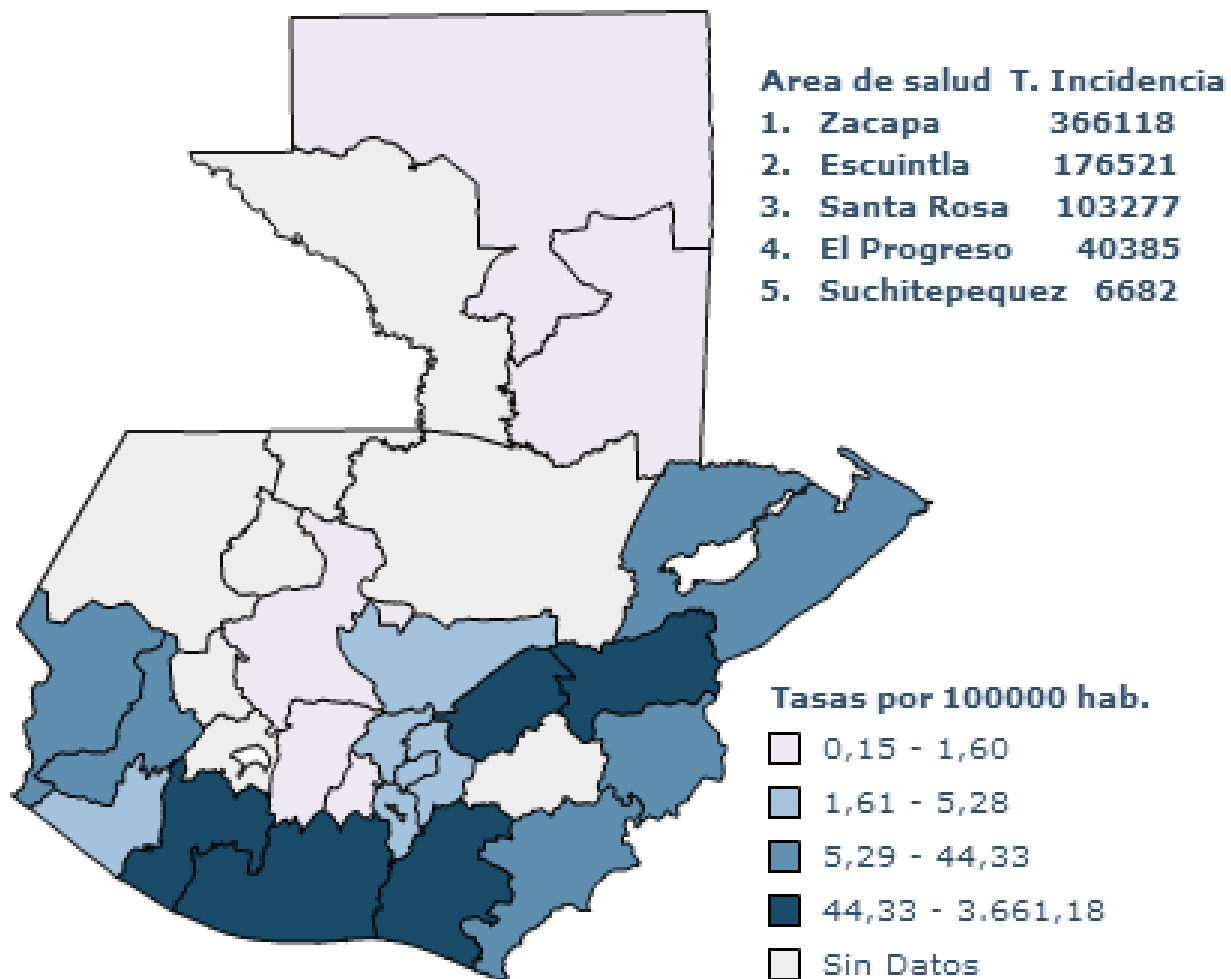 Area de salud T. Incidencia
1. Zacapa 366118
2. Escuintla 176521
3. Santa Rosa 103277
4. El Progreso 40385
5. Suchitepequez 6682
Tasas por 100000 hab.
0,15 - 1,60
1,61 - 5,28
5,29 - 44,33
44,33 - 3.661,18
Sin Datos